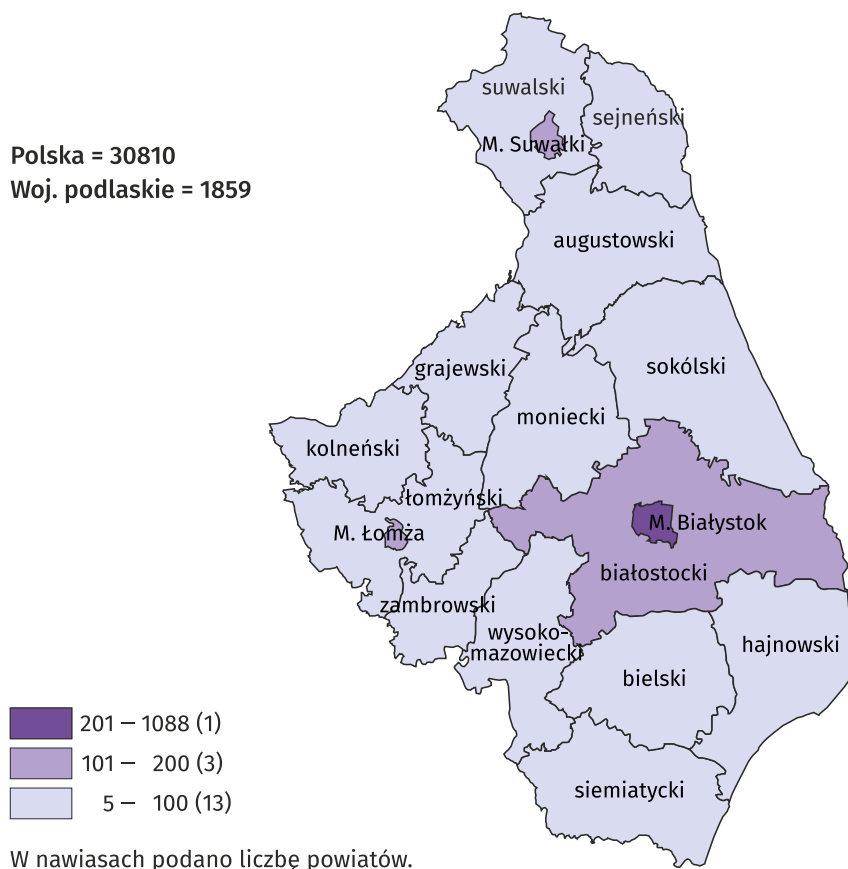 Polska = 30810
Woj. podlaskie = 1859
suwalski
sejneński
M. Suwałki
augustowski
grajewski
sokólski
moniecki
kolneński
łomżyński
M. Łomża
M. Białystok
białostocki
zambrowski
wysoko-
mazowiecki
hajnowski
bielski
siemiatycki
201 – 1088 (1)
101 – 200 (3)
5 – 100 (13)
W nawiasach podano liczbę powiatów.